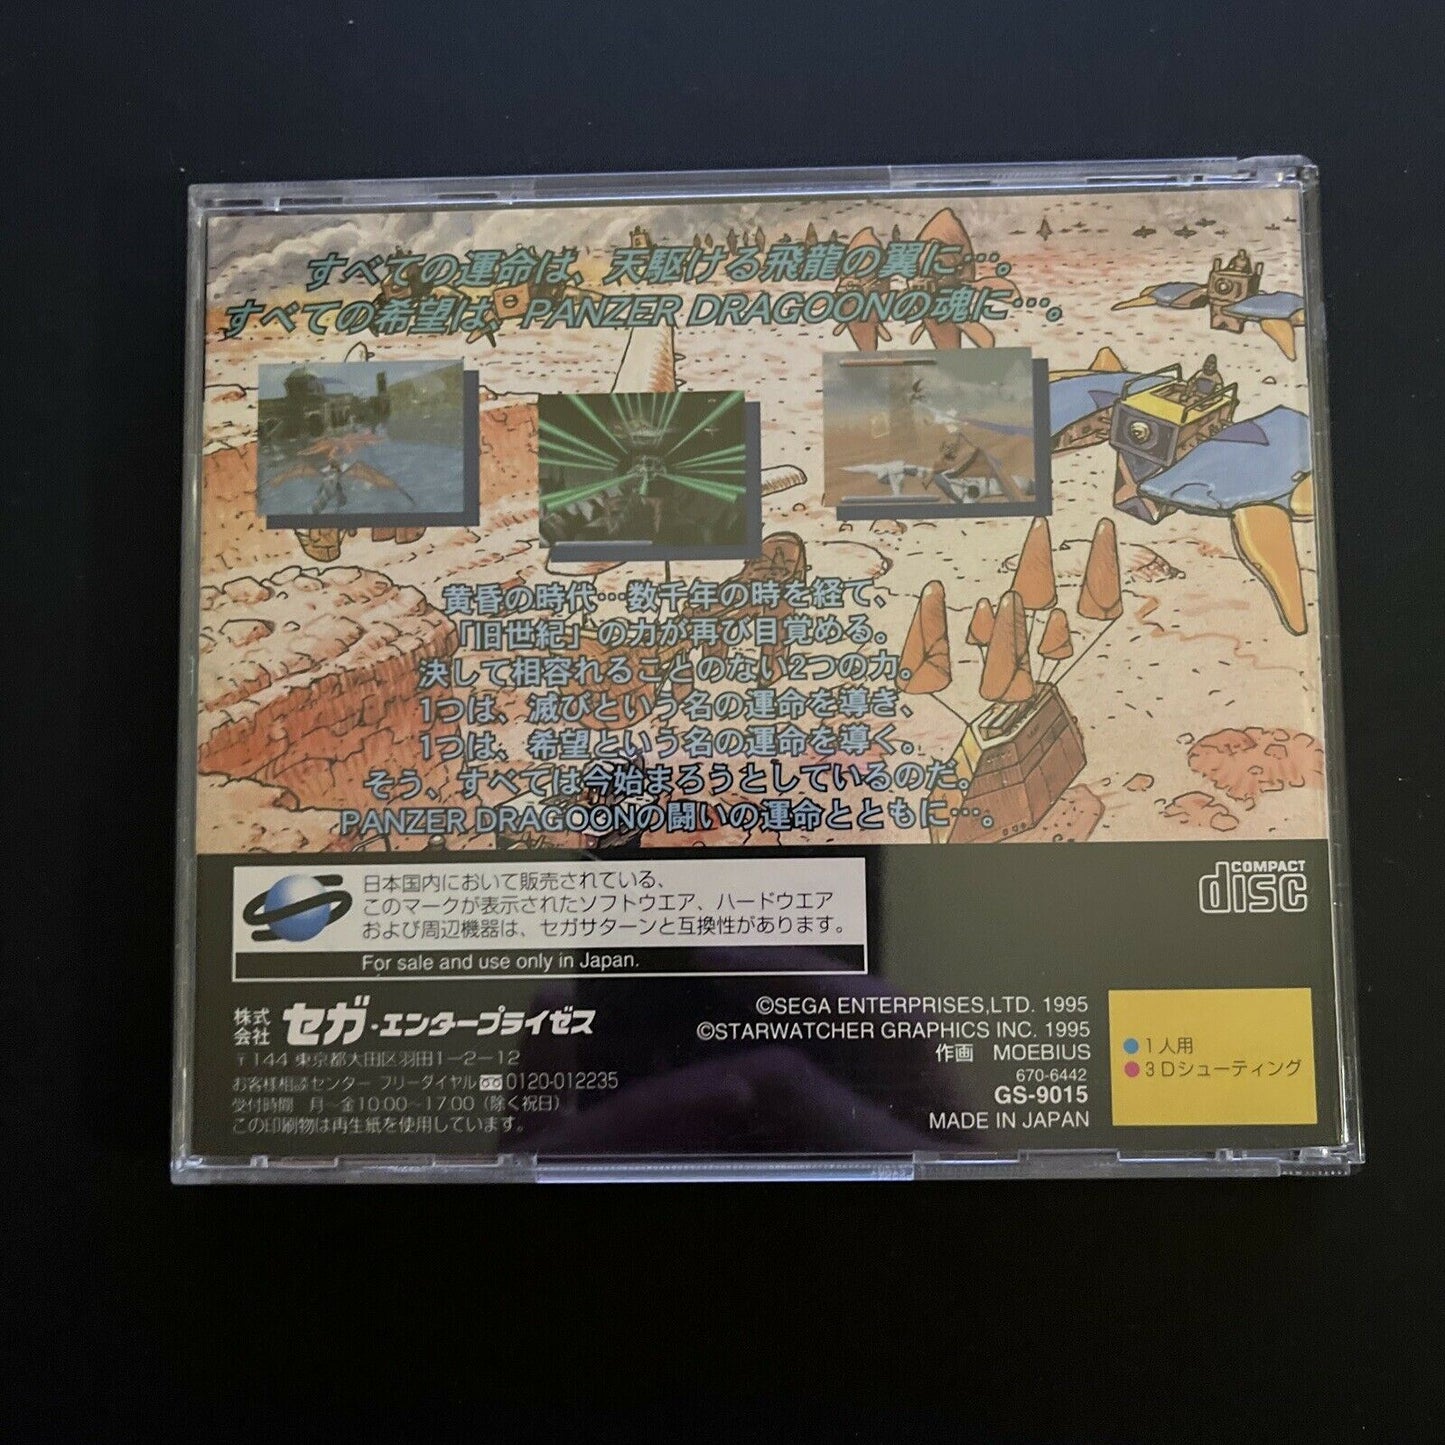 すべての運命は、天駆ける飛龍の翼に…。
すべての希望は、PANZER DRAGOONの魂に…。
黄昏の時代…数千年の時を経て、
「旧世紀」の力が再び目覚める。
決して相容れることのない2つの力。
1つは、滅びという名の運命を導き、
1つは、希望という名の運命を導く。
そう、すべては今始まろうとしているのだ。
PANZER DRAGOONの闘いの運命とともに…。
日本国内において販売されている、
このマークが表示されたソフトウエア、ハードウエア
および周辺機器は、セガサターンと互換性があります。
For sale and use only in Japan.
COMPACT
disc
株式会社 セガ・エンタープライゼス
〒144 東京都大田区羽田1-2-12
お客様相談センター フリーダイヤル 0120-012235
受付時間 月～金10:00～17:00（除く祝日）
この印刷物は再生紙を使用しています。
©SEGA ENTERPRISES,LTD. 1995
©STARWATCHER GRAPHICS INC. 1995
作画 MOEBIUS
670-6442
GS-9015
MADE IN JAPAN
●1人用
●3Dシューティング